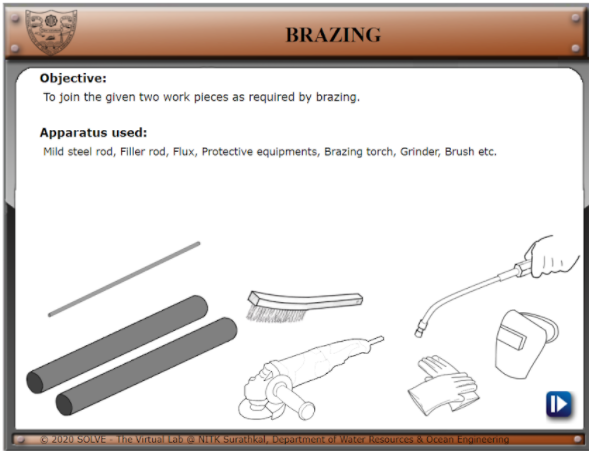 BRAZING
Objective:
To join the given two work pieces as required by brazing.
Apparatus used:
Mild steel rod, Filler rod, Flux, Protective equipments, Brazing torch, Grinder, Brush etc.
© 2020 SOLVE - The Virtual Lab @ NITK Surathkal, Department of Water Resources & Ocean Engineering